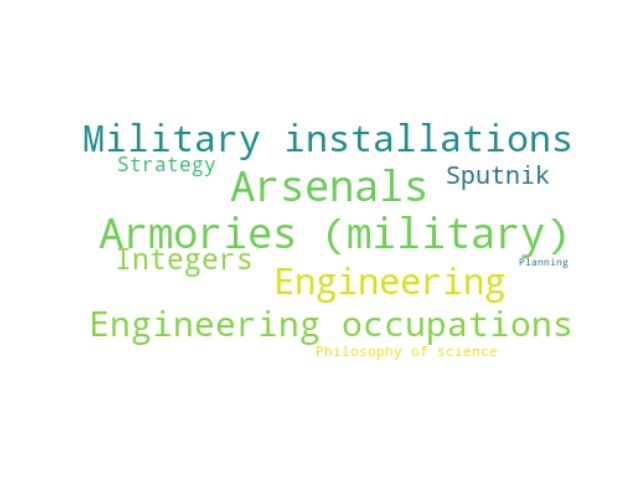 Military installations
Strategy
Sputnik
Arsenals
Armories (military)
Integers
Planning
Engineering
Engineering occupations
Philosophy of science